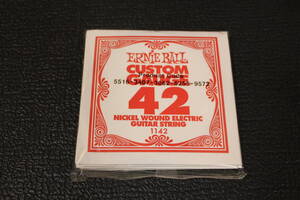 ERNIE BALL
CUSTOM
GAUGE
42
NICKEL WOUND ELECTRIC
GUITAR STRING
1142